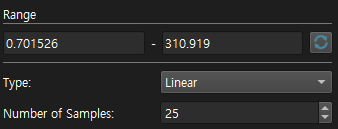 Range
0.701526 - 310.919
Type: Linear
Number of Samples: 25